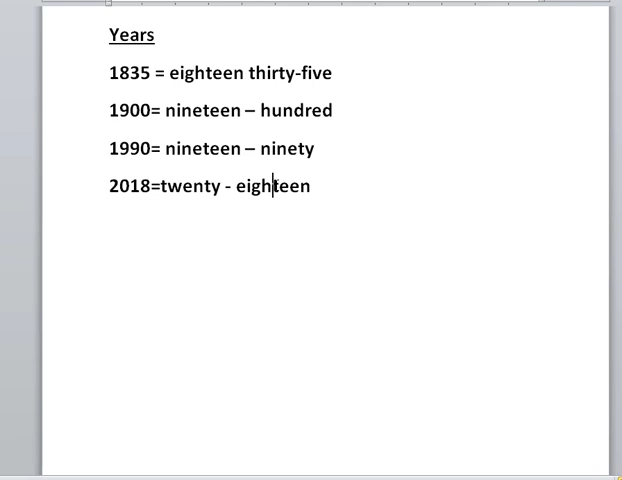 Years
1835 = eighteen thirty-five
1900= nineteen – hundred
1990= nineteen – ninety
2018=twenty - eighteen